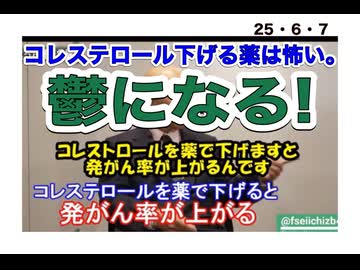 25・6・7
コレステロール下げる薬は怖い。
鬱になる!
コレストロールを薬で下げますと
発がん率が上がるんです
コレステロールを薬で下げると
発がん率が上がる
@fseiichizb